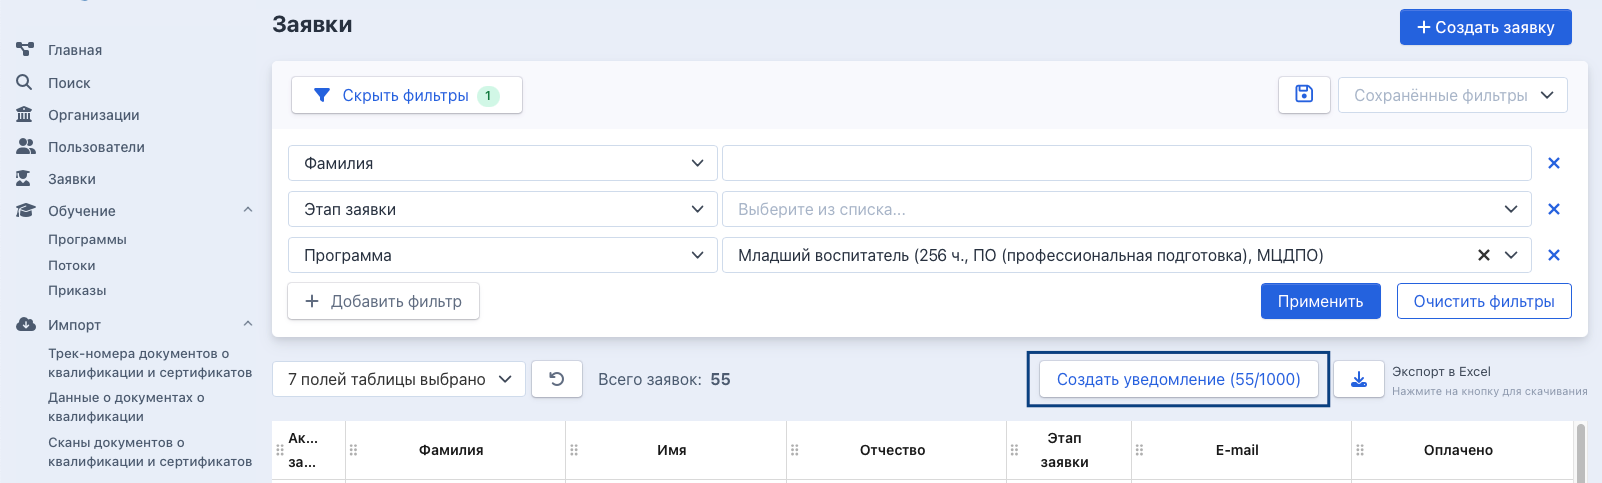 Заявки
+ Создать заявку
Главная
Поиск
Организации
Пользователи
Заявки
Обучение
Программы
Потоки
Приказы
Импорт
Трек-номера документов о
квалификации и сертификатов
Данные о документах о
квалификации
Сканы документов о
квалификации и сертификатов
Скрыть фильтры 1
Сохранённые фильтры
Фамилия
Этап заявки Выберите из списка...
Программа Младший воспитатель (256 ч., ПО (профессиональная подготовка), МЦДПО)
+ Добавить фильтр Применить Очистить фильтры
7 полей таблицы выбрано Всего заявок: 55 Создать уведомление (55/1000) Экспорт в Excel
Нажмите на кнопку для скачивания
Ак...
за...
Фамилия
Имя
Отчество
Этап
заявки
E-mail
Оплачено